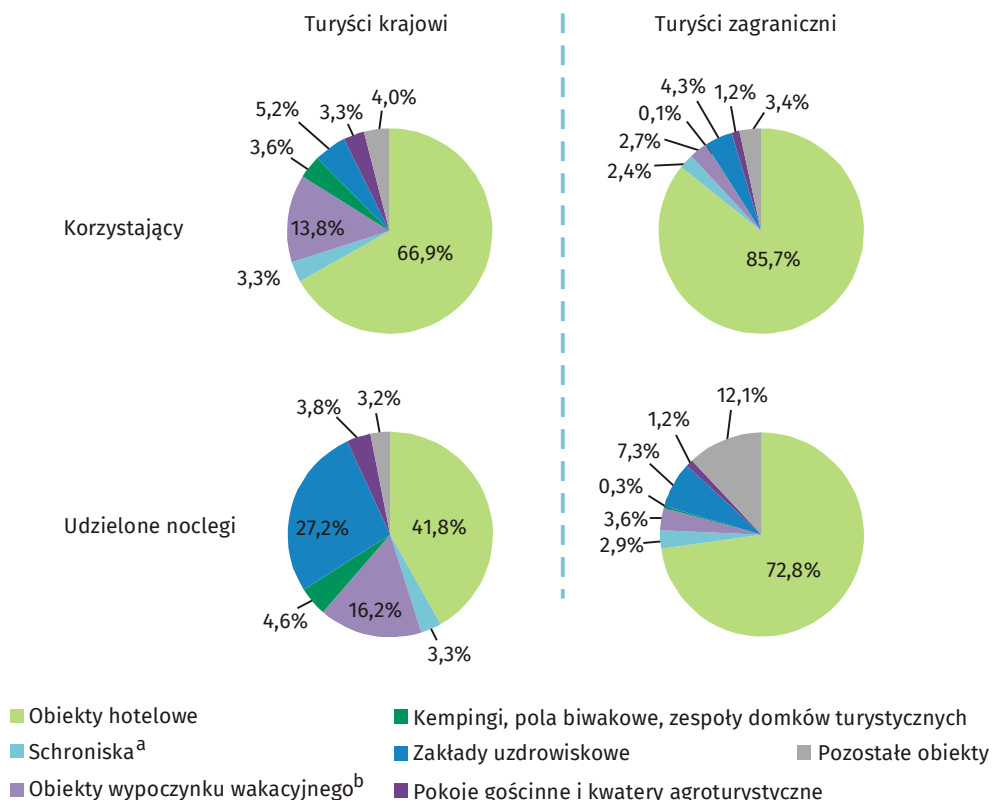 Turyści krajowi
Turyści zagraniczni
Korzystający
5,2%
3,3%
4,0%
3,6%
13,8%
66,9%
3,3%
4,3%
1,2%
3,4%
0,1%
2,7%
2,4%
85,7%
Udzielone noclegi
3,8%
3,2%
27,2%
41,8%
16,2%
4,6%
3,3%
12,1%
1,2%
7,3%
0,3%
3,6%
2,9%
72,8%
Obiekty hotelowe
Schroniskaᵃ
Obiekty wypoczynku wakacyjnegoᵇ
Kempingi, pola biwakowe, zespoły domków turystycznych
Zakłady uzdrowiskowe
Pozostałe obiekty
Pokoje gościnne i kwatery agroturystyczne